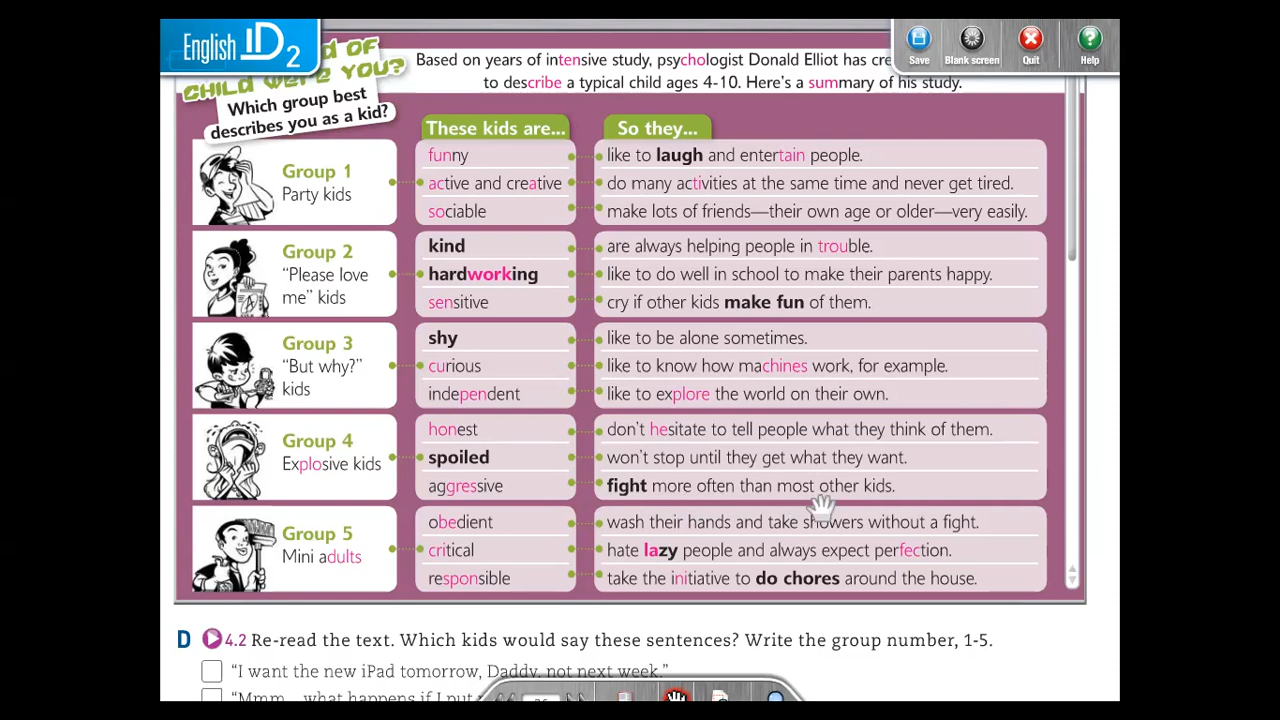 English ID 2
OF
CHILD WERE YOU?
Which group best
describes you as a kid?
Based on years of intensive study, psychologist Donald Elliot has
to describe a typical child ages 4-10. Here's a summary of his study.
Save
Blank screen
Quit
Help
These kids are...
So they...
Group 1
Party kids
funny
like to laugh and entertain people.
active and creative
do many activities at the same time and never get tired.
sociable
make lots of friends—their own age or older—very easily.
Group 2
"Please love
me" kids
kind
are always helping people in trouble.
hardworking
like to do well in school to make their parents happy.
sensitive
cry if other kids make fun of them.
Group 3
"But why?"
kids
shy
like to be alone sometimes.
curious
like to know how machines work, for example.
independent
like to explore the world on their own.
Group 4
Explosive kids
honest
don't hesitate to tell people what they think of them.
spoiled
won't stop until they get what they want.
aggressive
fight more often than most other kids.
Group 5
Mini adults
obedient
wash their hands and take showers without a fight.
critical
hate lazy people and always expect perfection.
responsible
take the initiative to do chores around the house.
D 4.2 Re-read the text. Which kids would say these sentences? Write the group number, 1-5.
"I want the new iPad tomorrow, Daddy, not next week."
"Mmm... what happens if I put